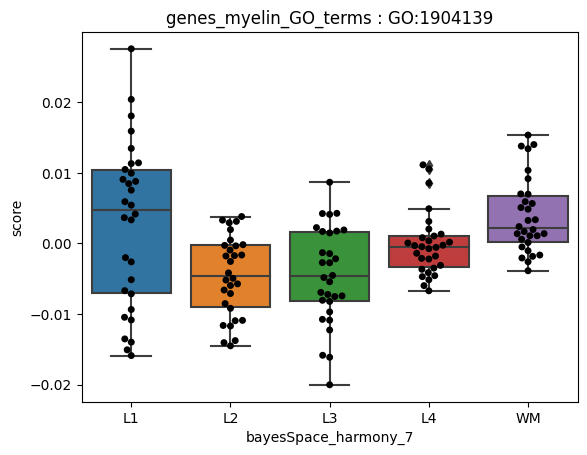 genes_myelin_GO_terms : GO:1904139
score
0.02
0.01
0.00
−0.01
−0.02
L1 L2 L3 L4 WM
bayesSpace_harmony_7